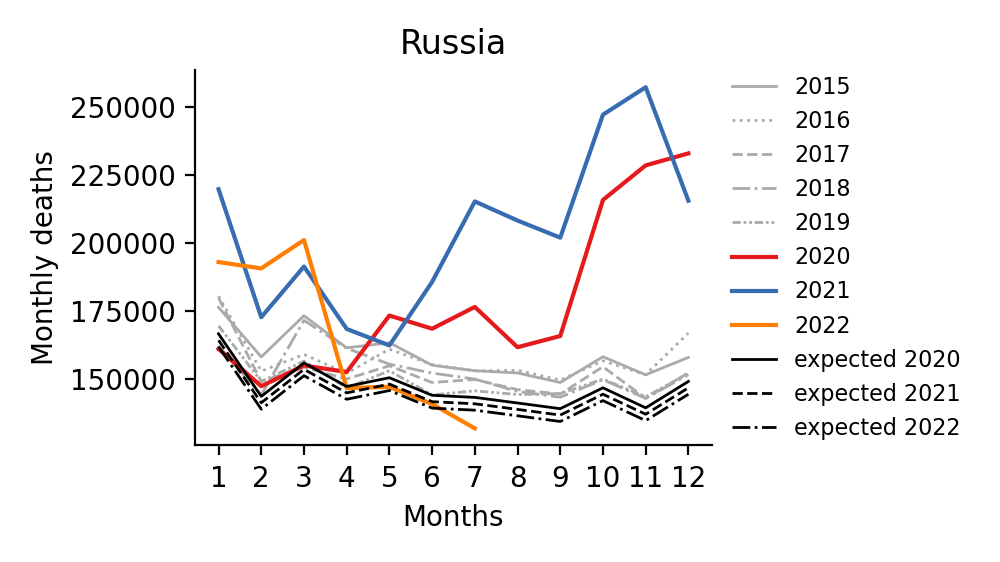 Russia
Monthly deaths
250000
225000
200000
175000
150000
1 2 3 4 5 6 7 8 9 10 11 12
Months
2015
2016
2017
2018
2019
2020
2021
2022
expected 2020
expected 2021
expected 2022